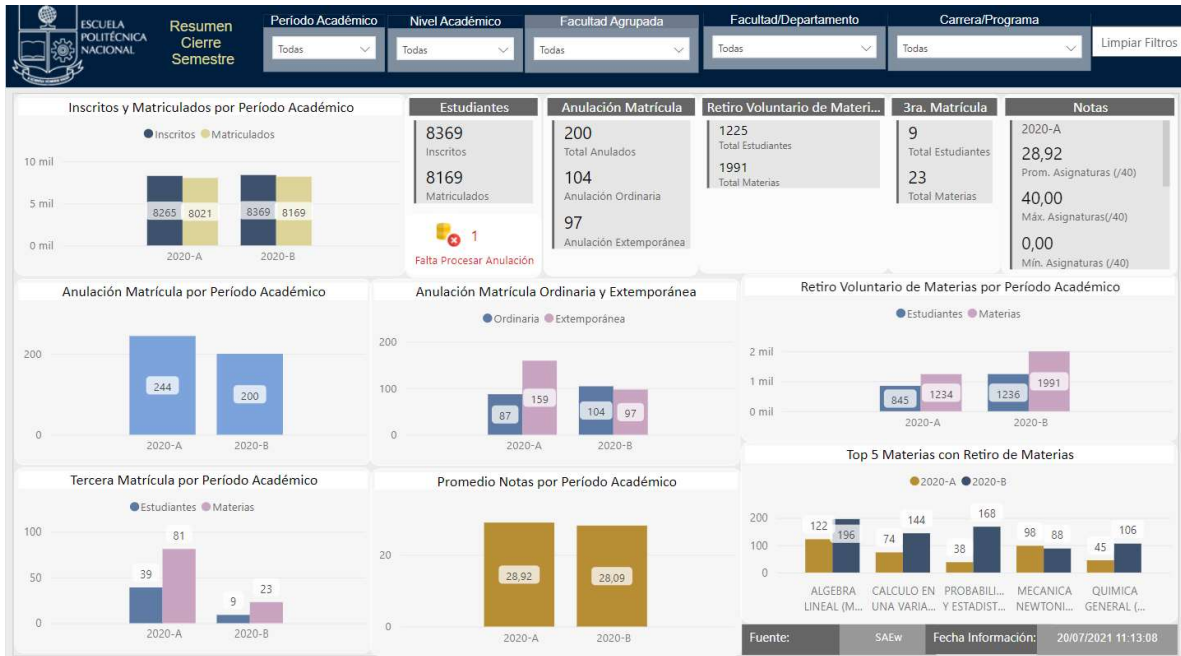 ESCUELA
POLITÉCNICA
NACIONAL
Resumen
Cierre
Semestre
Período Académico
Todas
Nivel Académico
Todas
Facultad Agrupada
Todas
Facultad/Departamento
Todas
Carrera/Programa
Todas
Limpiar Filtros
Inscritos y Matriculados por Período Académico
Inscritos Matriculados
10 mil
5 mil
0 mil
8265 8021 8369 8169
2020-A 2020-B
Estudiantes
8369
Inscritos
8169
Matriculados
1
Falta Procesar Anulación
Anulación Matrícula
200
Total Anulados
104
Anulación Ordinaria
97
Anulación Extemporánea
Retiro Voluntario de Materi...
1225
Total Estudiantes
1991
Total Materias
3ra. Matrícula
9
Total Estudiantes
23
Total Materias
Notas
2020-A
28,92
Prom. Asignaturas (/40)
40,00
Máx. Asignaturas(/40)
0,00
Mín. Asignaturas (/40)
Anulación Matrícula por Período Académico
200
0
244 200
2020-A 2020-B
Anulación Matrícula Ordinaria y Extemporánea
Ordinaria Extemporánea
200
100
0
87 159 104 97
2020-A 2020-B
Retiro Voluntario de Materias por Período Académico
Estudiantes Materias
2 mil
1 mil
0 mil
845 1234 1236 1991
2020-A 2020-B
Tercera Matrícula por Período Académico
Estudiantes Materias
100
50
0
39 81 9 23
2020-A 2020-B
Promedio Notas por Período Académico
20
0
28,92 28,09
2020-A 2020-B
Top 5 Materias con Retiro de Materias
2020-A 2020-B
200
100
0
122 196 74 144 38 168 98 88 45 106
ALGEBRA CALCULO EN PROBABILI... MECANICA QUIMICA
LINEAL (M... UNA VARIA... Y ESTADIST... NEWTONI... GENERAL (...
Fuente: SAEw Fecha Información: 20/07/2021 11:13:08